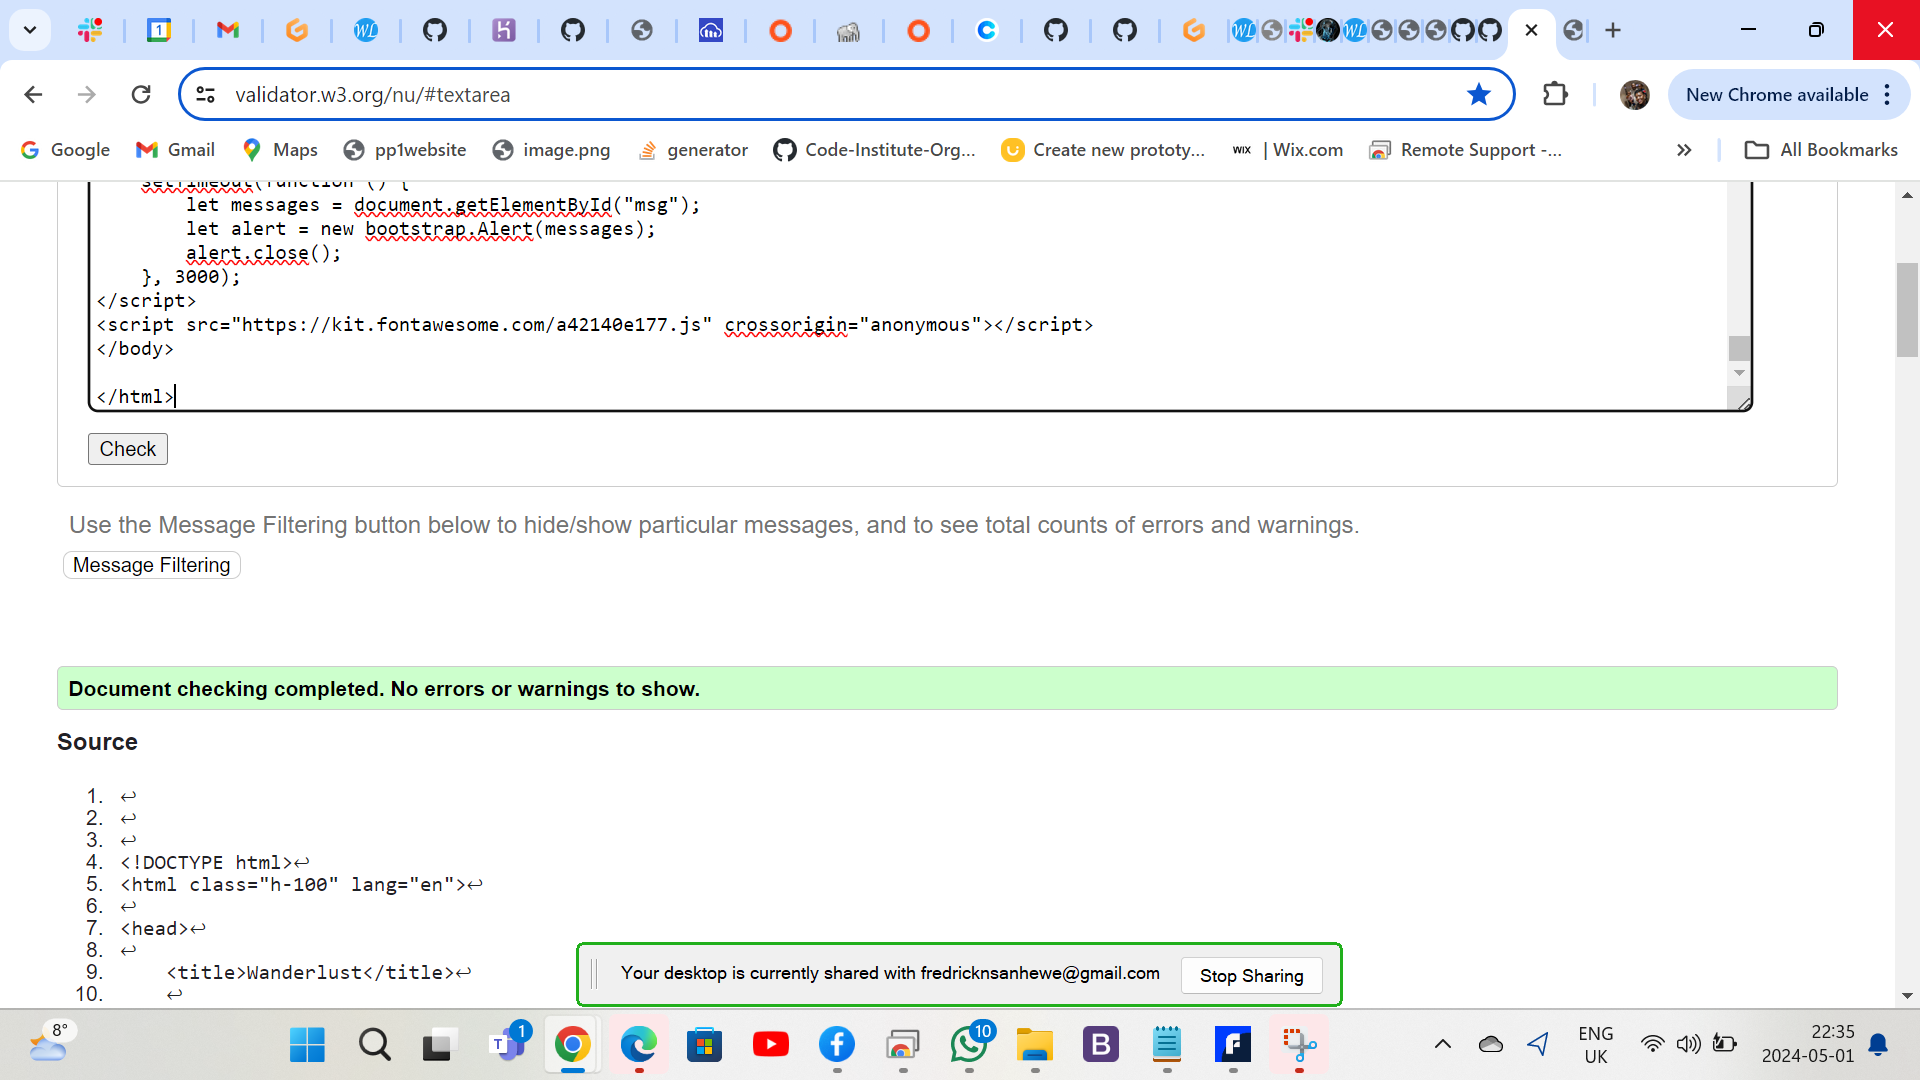 validator.w3.org/nu/#textarea
New Chrome available
Google
Gmail
Maps
pp1website
image.png
generator
Code-Institute-Org...
Create new prototy...
WIX | Wix.com
Remote Support -...
All Bookmarks
setTimeout(function () {
let messages = document.getElementById("msg");
let alert = new bootstrap.Alert(messages);
alert.close();
}, 3000);
</script>
<script src="https://kit.fontawesome.com/a42140e177.js" crossorigin="anonymous"></script>
</body>
</html>
Check
Use the Message Filtering button below to hide/show particular messages, and to see total counts of errors and warnings.
Message Filtering
Document checking completed. No errors or warnings to show.
Source
1. ↩
2. ↩
3. ↩
4. <!DOCTYPE html>↩
5. <html class="h-100" lang="en">↩
6. ↩
7. <head>↩
8. ↩
9. <title>Wanderlust</title>↩
10. ↩
Your desktop is currently shared with fredricknsanhewe@gmail.com
Stop Sharing
8°
1
10
ENG
UK
22:35
2024-05-01